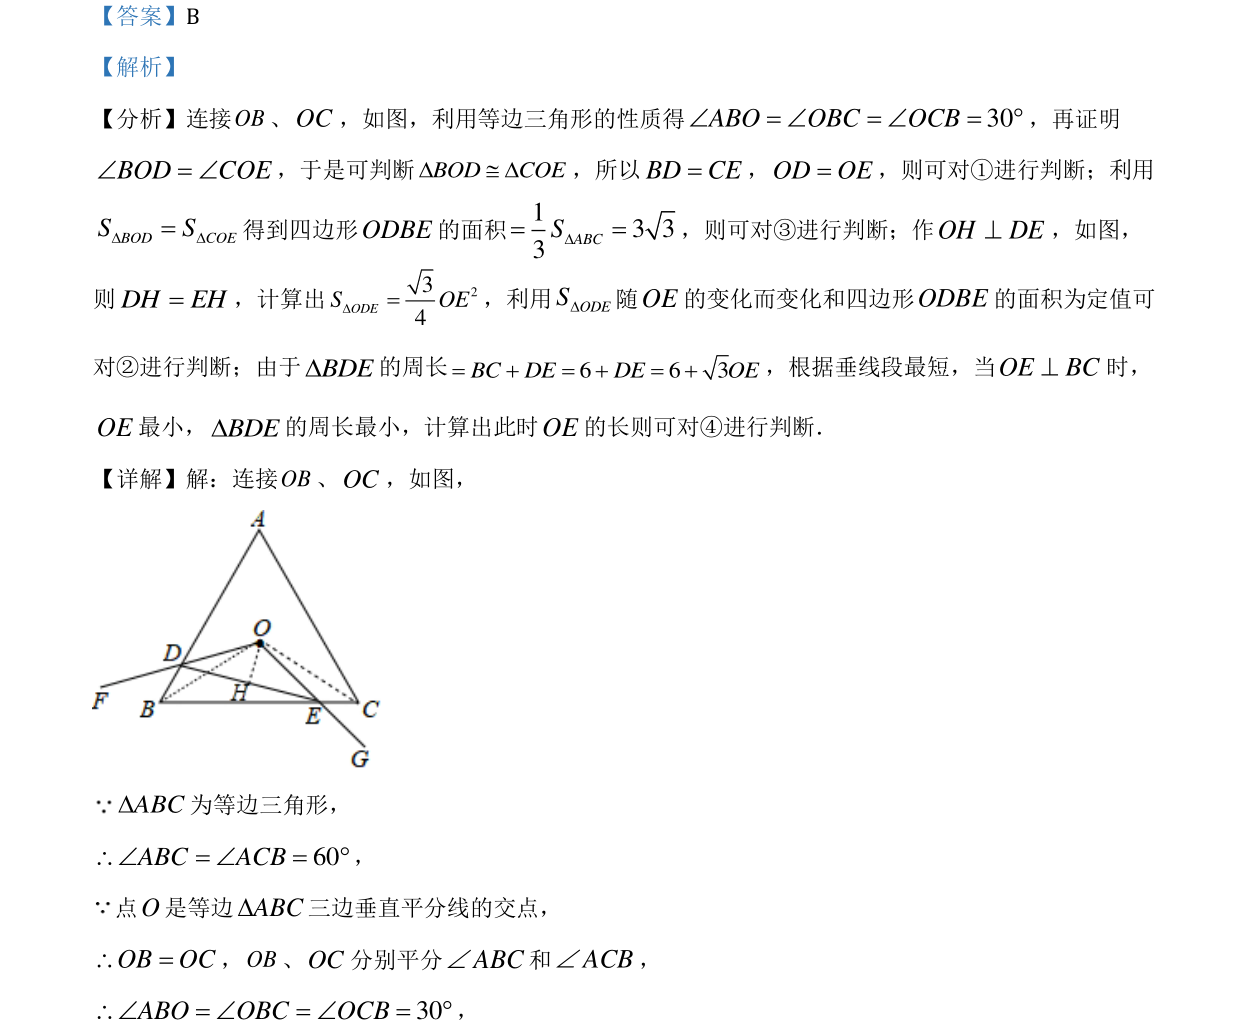 【答案】B
【解析】
【分析】连接OB、OC，如图，利用等边三角形的性质得∠ABO=∠OBC=∠OCB=30°，再证明
∠BOD=∠COE，于是可判断ΔBOD≅ΔCOE，所以BD=CE，OD=OE，则可对①进行判断；利用
S_{ΔBOD}=S_{ΔCOE}得到四边形ODBE的面积=\frac{1}{3}S_{ΔABC}=3√3，则可对③进行判断；作OH⊥DE，如图，
则DH=EH，计算出S_{ΔODE}=\frac{√3}{4}OE²，利用S_{ΔODE}随OE的变化而变化和四边形ODBE的面积为定值可
对②进行判断；由于ΔBDE的周长=BC+DE=6+DE=6+√3OE，根据垂线段最短，当OE⊥BC时，
OE最小，ΔBDE的周长最小，计算出此时OE的长则可对④进行判断．
【详解】解：连接OB、OC，如图，
A
O
D
F
B
H
E
C
G
∵ΔABC为等边三角形，
∴∠ABC=∠ACB=60°，
∵点O是等边ΔABC三边垂直平分线的交点，
∴OB=OC，OB、OC分别平分∠ABC和∠ACB，
∴∠ABO=∠OBC=∠OCB=30°，